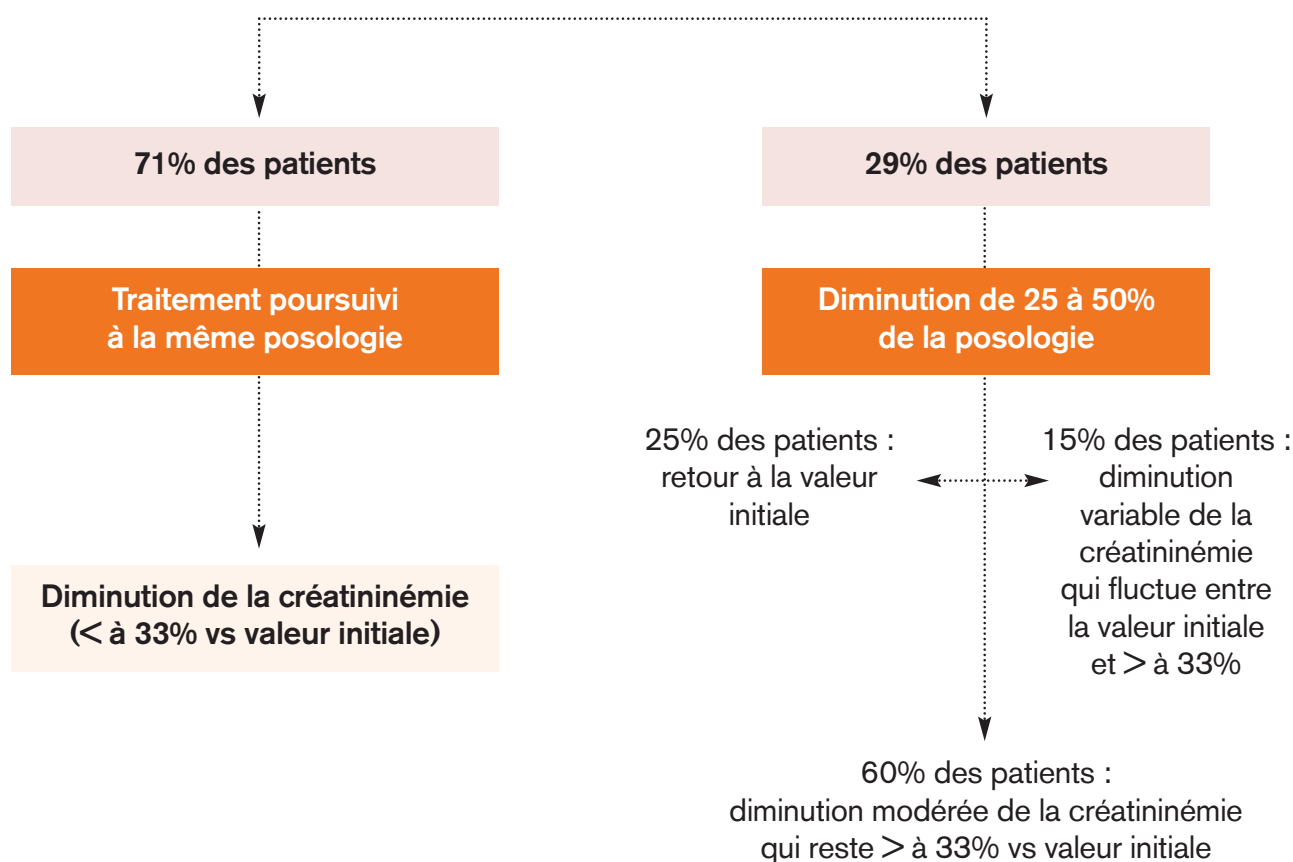 71% des patients
29% des patients
Traitement poursuivi
à la même posologie
Diminution de 25 à 50%
de la posologie
25% des patients :
retour à la valeur
initiale
15% des patients :
diminution
variable de la
créatininémie
qui fluctue entre
la valeur initiale
et > à 33%
Diminution de la créatininémie
(< à 33% vs valeur initiale)
60% des patients :
diminution modérée de la créatininémie
qui reste > à 33% vs valeur initiale